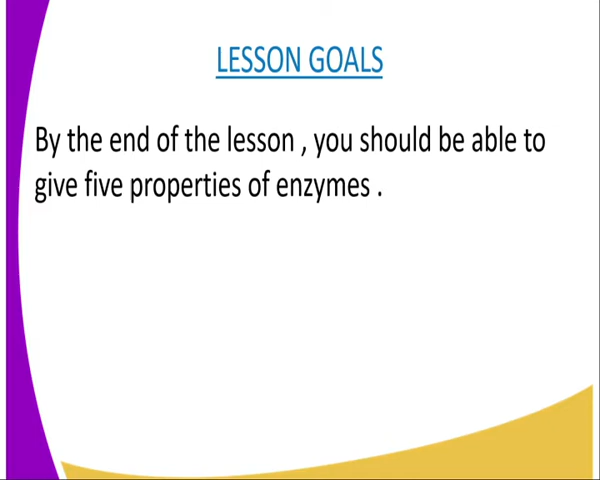 LESSON GOALS
By the end of the lesson , you should be able to
give five properties of enzymes .